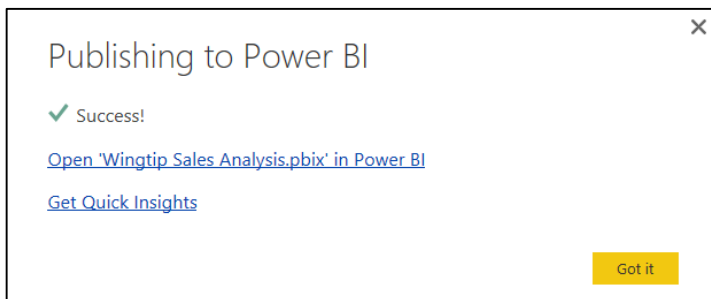 Publishing to Power BI
Success!
Open 'Wingtip Sales Analysis.pbix' in Power BI
Get Quick Insights
Got it